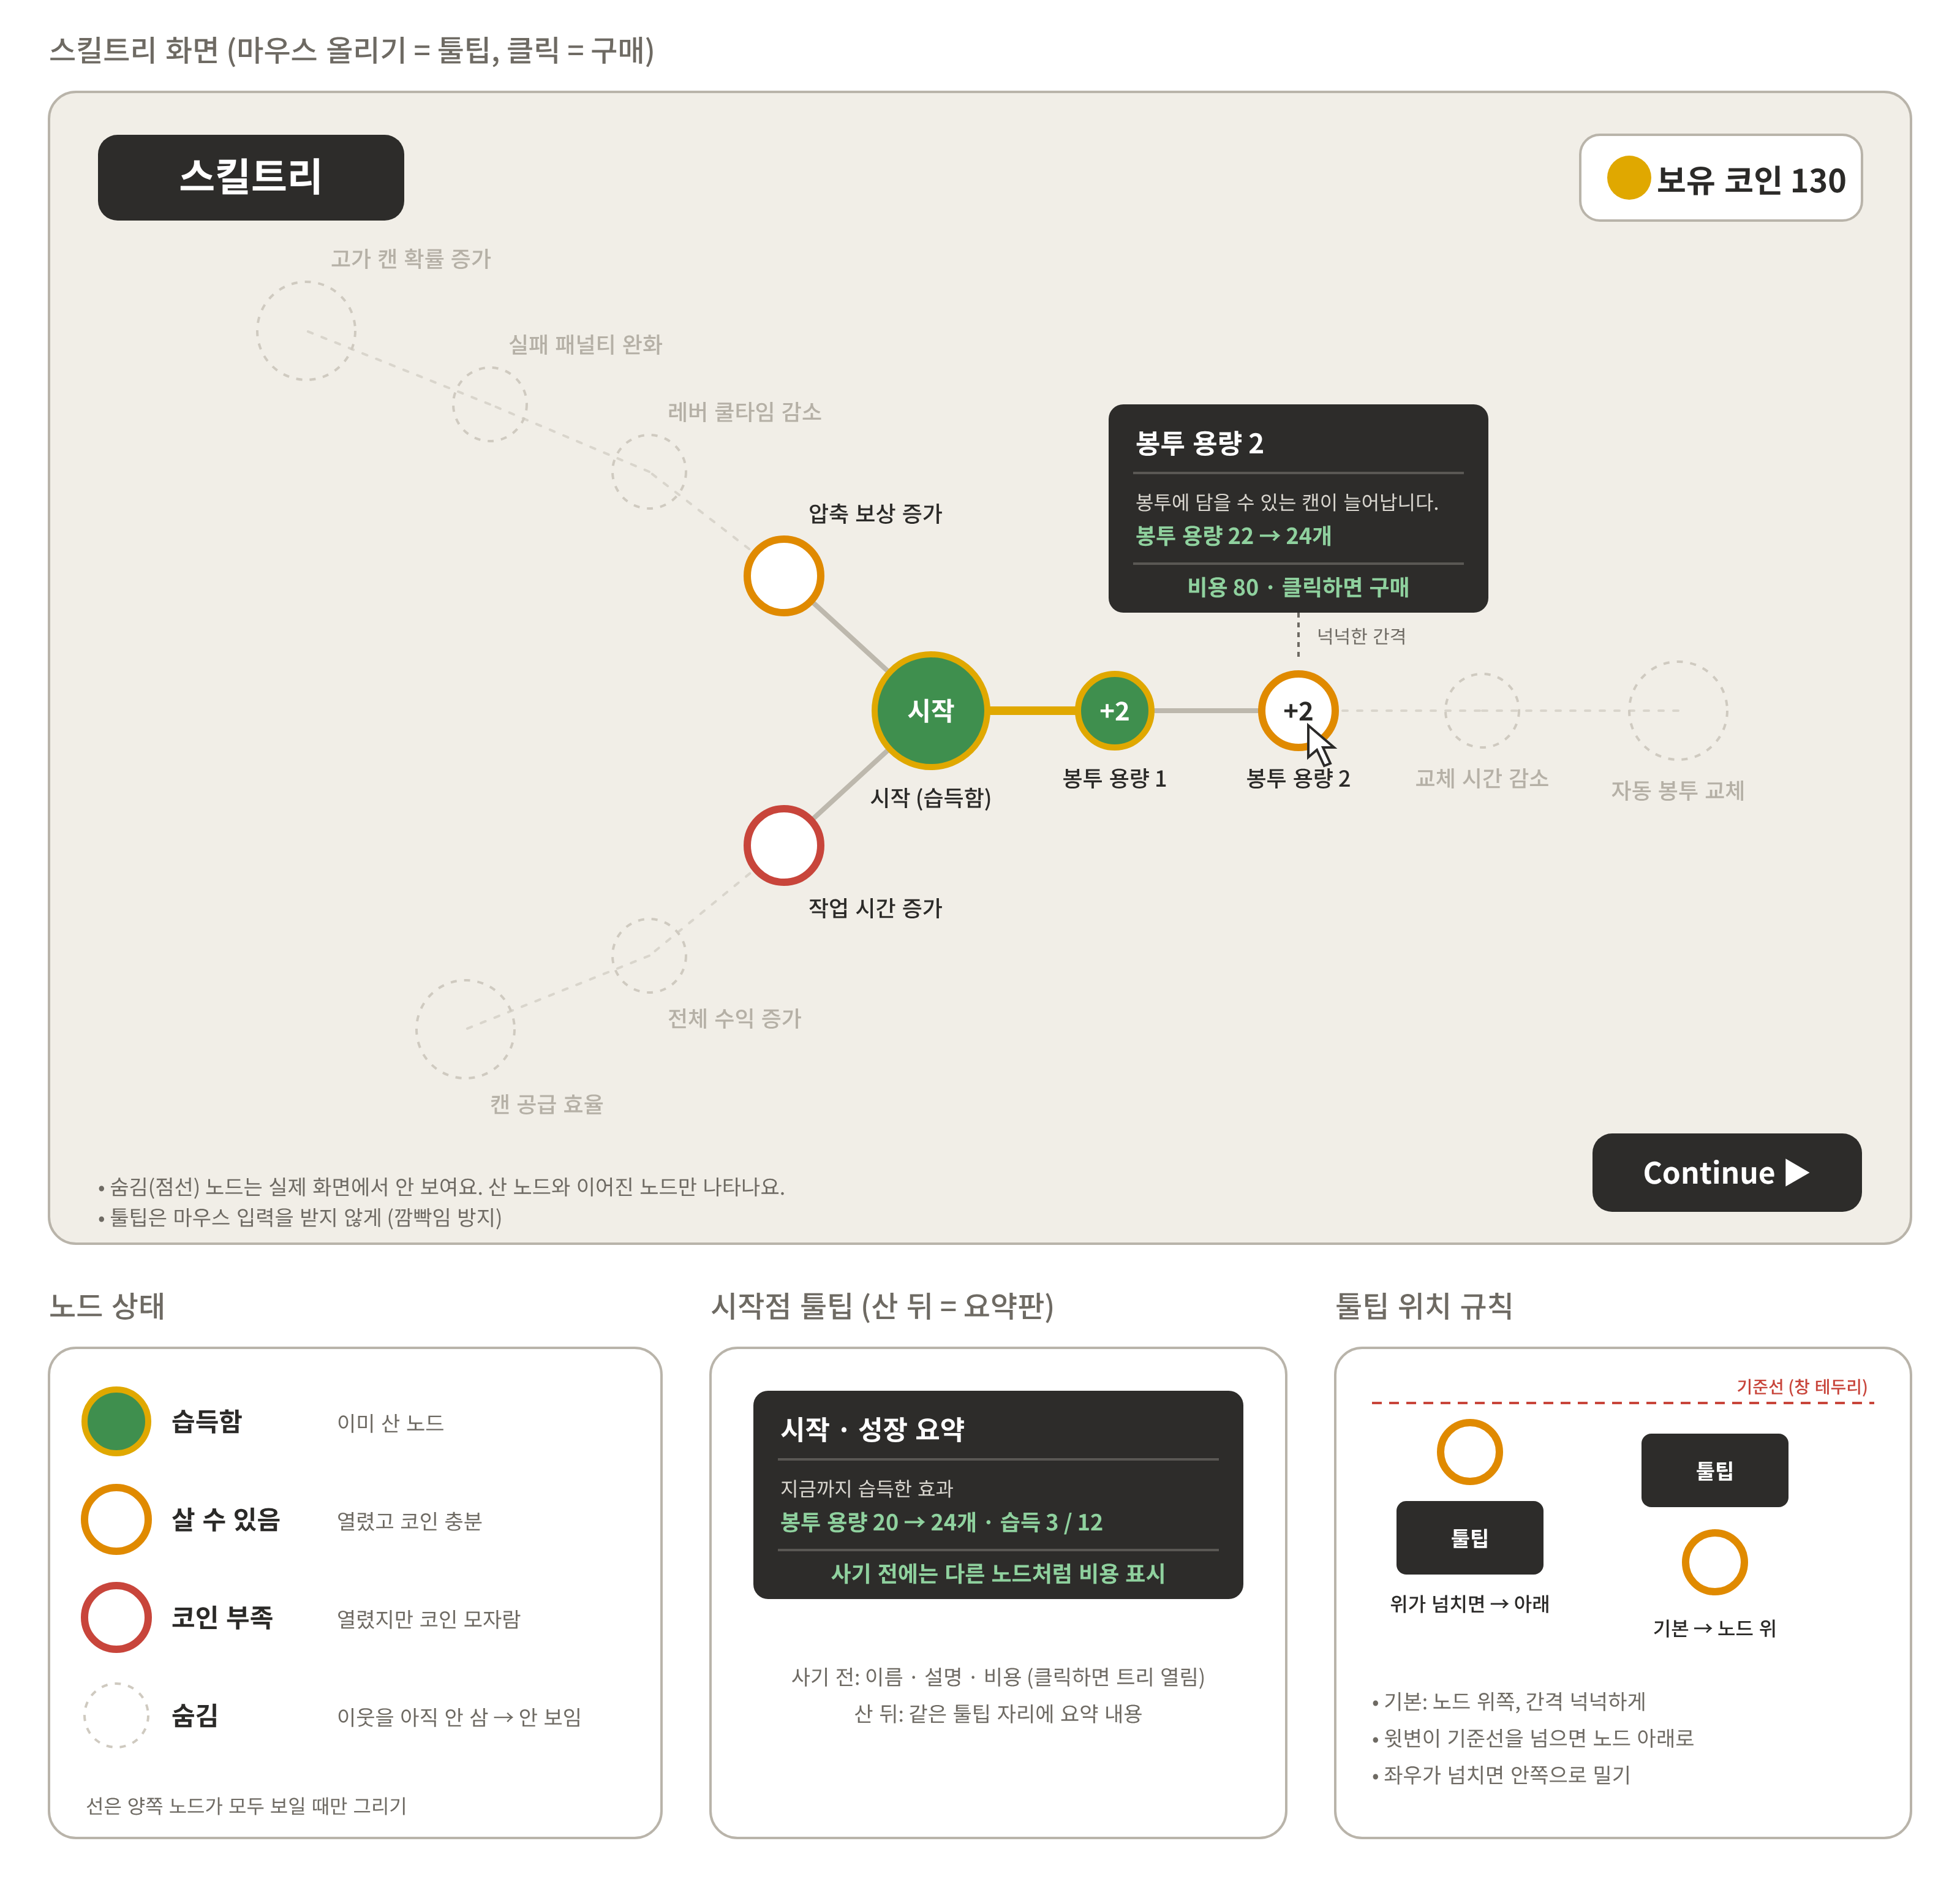 스킬트리 화면 (마우스 올리기 = 툴팁, 클릭 = 구매)
스킬트리
보유 코인 130
고가 캔 확률 증가
실패 패널티 완화
레버 쿨타임 감소
압축 보상 증가
봉투 용량 2
봉투에 담을 수 있는 캔이 늘어납니다.
봉투 용량 22 → 24개
비용 80 · 클릭하면 구매
넉넉한 간격
시작
+2
+2
시작 (습득함)
봉투 용량 1
봉투 용량 2
교체 시간 감소
자동 봉투 교체
작업 시간 증가
전체 수익 증가
캔 공급 효율
• 숨김(점선) 노드는 실제 화면에서 안 보여요. 산 노드와 이어진 노드만 나타나요.
• 툴팁은 마우스 입력을 받지 않게 (깜빡임 방지)
Continue ▶
노드 상태
습득함
이미 산 노드
살 수 있음
열렸고 코인 충분
코인 부족
열렸지만 코인 모자람
숨김
이웃을 아직 안 삼 → 안 보임
선은 양쪽 노드가 모두 보일 때만 그리기
시작점 툴팁 (산 뒤 = 요약판)
시작 · 성장 요약
지금까지 습득한 효과
봉투 용량 20 → 24개 · 습득 3 / 12
사기 전에는 다른 노드처럼 비용 표시
사기 전: 이름 · 설명 · 비용 (클릭하면 트리 열림)
산 뒤: 같은 툴팁 자리에 요약 내용
툴팁 위치 규칙
기준선 (창 테두리)
툴팁
위가 넘치면 → 아래
툴팁
기본 → 노드 위
• 기본: 노드 위쪽, 간격 넉넉하게
• 윗변이 기준선을 넘으면 노드 아래로
• 좌우가 넘치면 안쪽으로 밀기